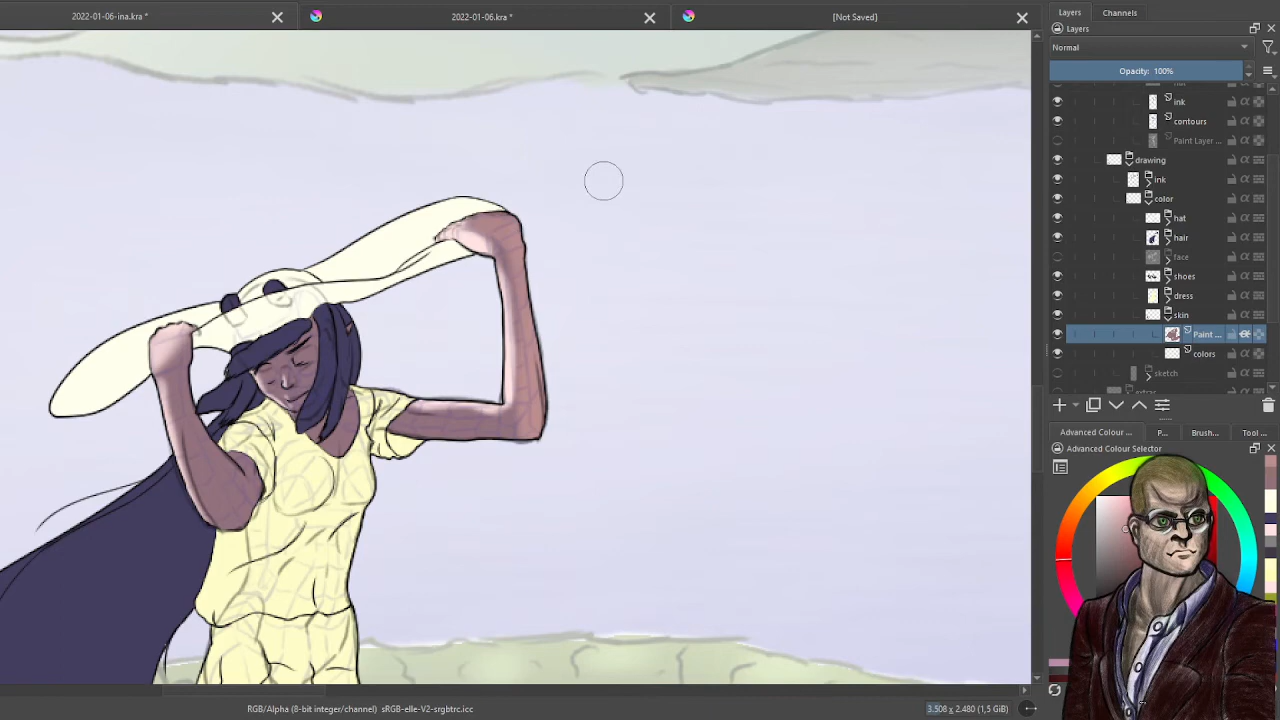 2022-01-06-ina.kra *
2022-01-06.kra *
[Not Saved]
Layers
Channels
Layers
Normal
Opacity: 100%
ink
contours
Paint Layer ...
drawing
ink
color
hat
hair
face
shoes
dress
skin
Paint ...
colors
sketch
Advanced Colour ...
P...
Brush...
Tool ...
Advanced Colour Selector
RGB/Alpha (8-bit integer/channel) sRGB-elle-V2-srgbtrc.icc
3.508 x 2.480 (1,5 GiB)